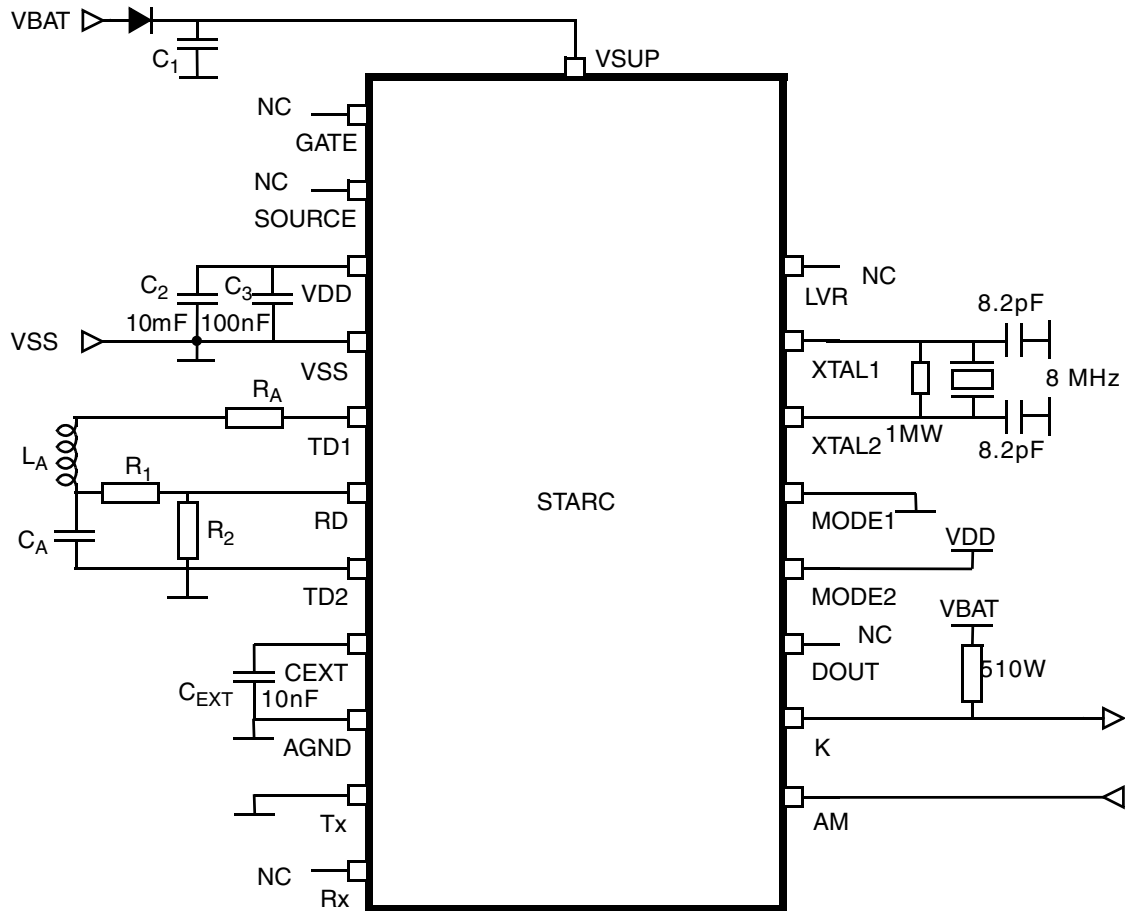 VBAT
C1
VSUP
NC
GATE
NC
SOURCE
C2
C3
VDD
10mF
100nF
VSS
VSS
RA
TD1
LA
R1
RD
R2
CA
TD2
CEXT
CEXT
10nF
AGND
Tx
NC
Rx
STARC
NC
LVR
8.2pF
XTAL1
8 MHz
XTAL2
1MW
8.2pF
MODE1
VDD
MODE2
VBAT
NC
DOUT
510W
K
AM